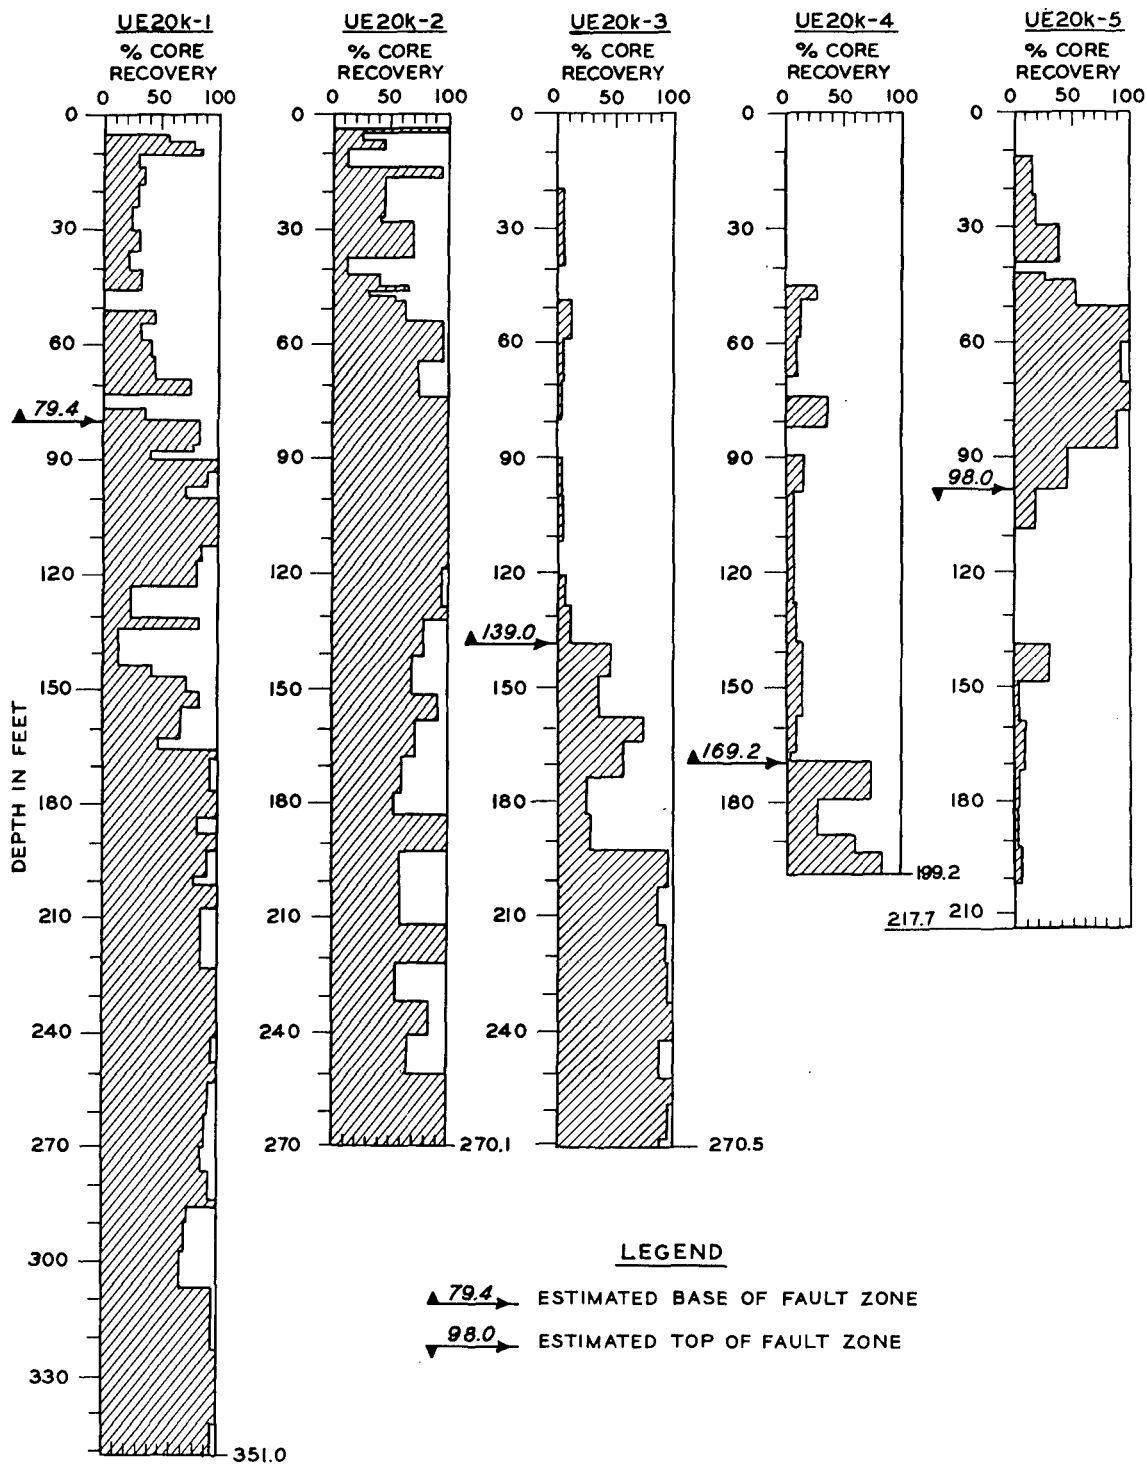 UE20k-1 UE20k-2 UE20k-3 UE20k-4 UE20k-5
% CORE % CORE % CORE % CORE % CORE
RECOVERY RECOVERY RECOVERY RECOVERY RECOVERY
0 50 100 0 50 100 0 50 100 0 50 100 0 50 100
0 0 0 0 0
30 30 30 30 30
60 60 60 60 60
79.4
90 90 90 90 90
98.0
120 120 120 120 120
139.0
150 150 150 150 150
169.2
180 180 180 180 180
199.2
210 210 210 217.7 210
240 240 240
270 270 270.1 270.5
300
330
351.0
DEPTH IN FEET
LEGEND
79.4 ESTIMATED BASE OF FAULT ZONE
98.0 ESTIMATED TOP OF FAULT ZONE